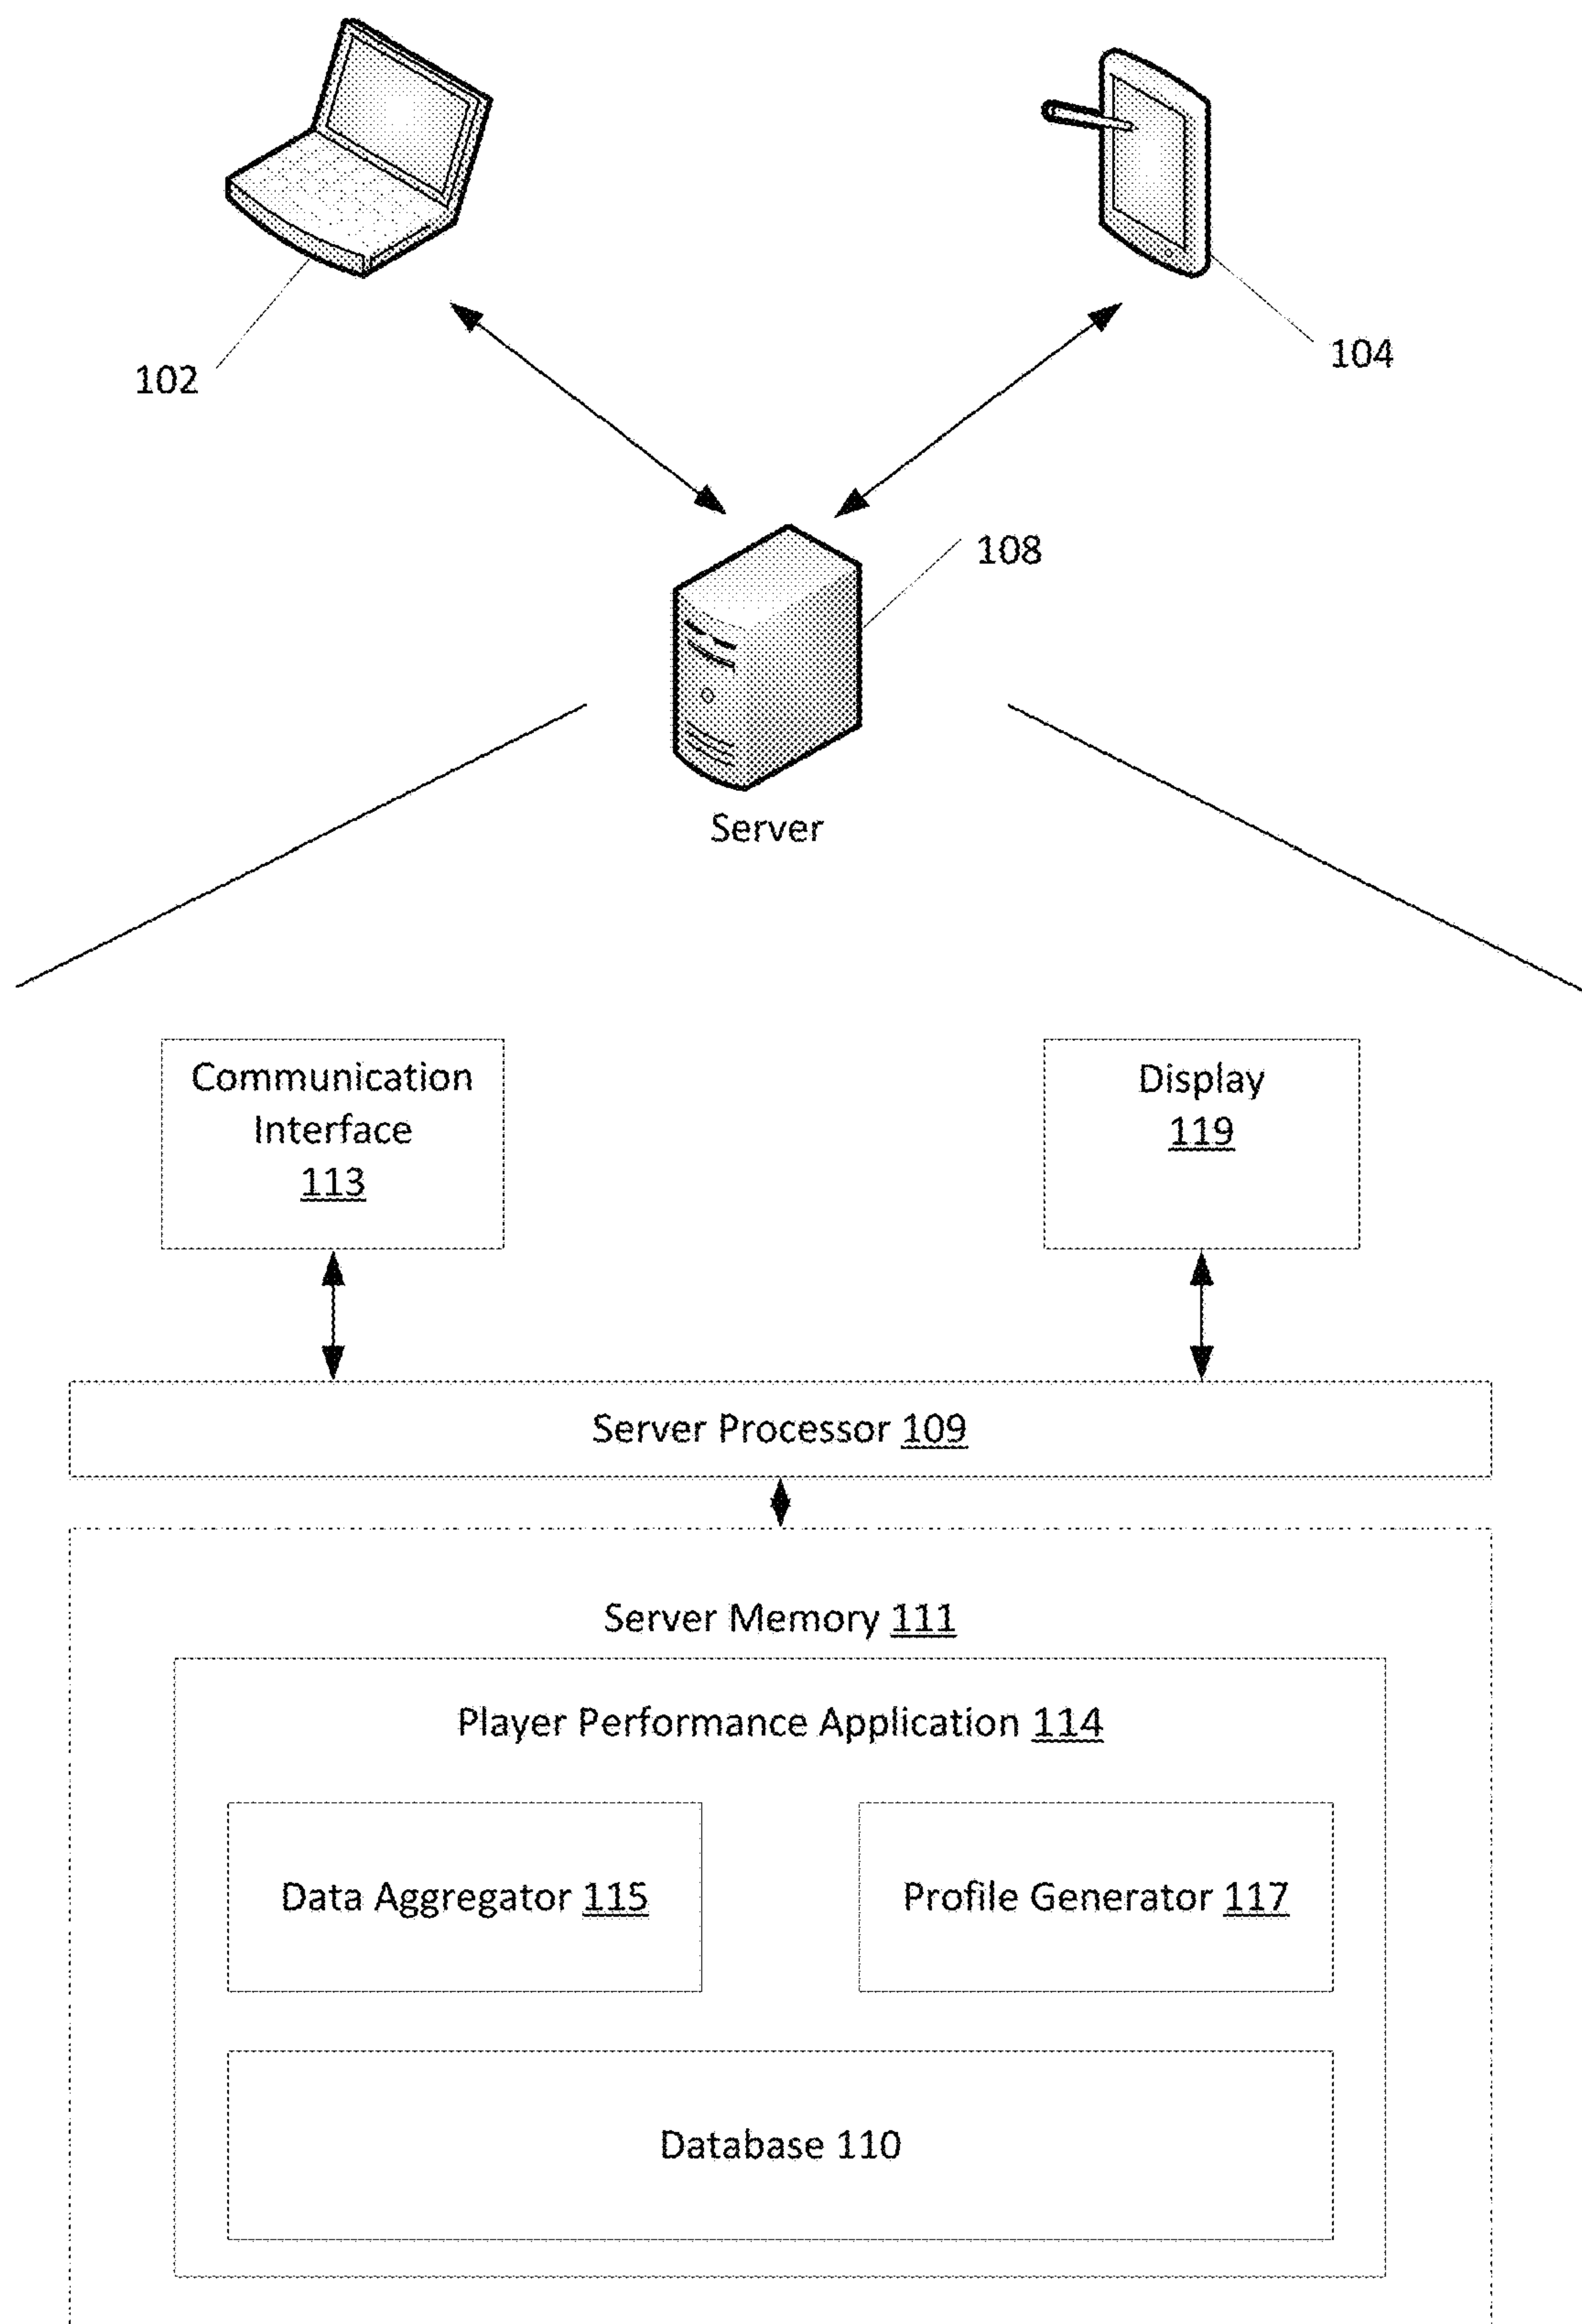 102
104
108
Server
Communication
Interface
113
Display
119
Server Processor 109
Server Memory 111
Player Performance Application 114
Data Aggregator 115
Profile Generator 117
Database 110